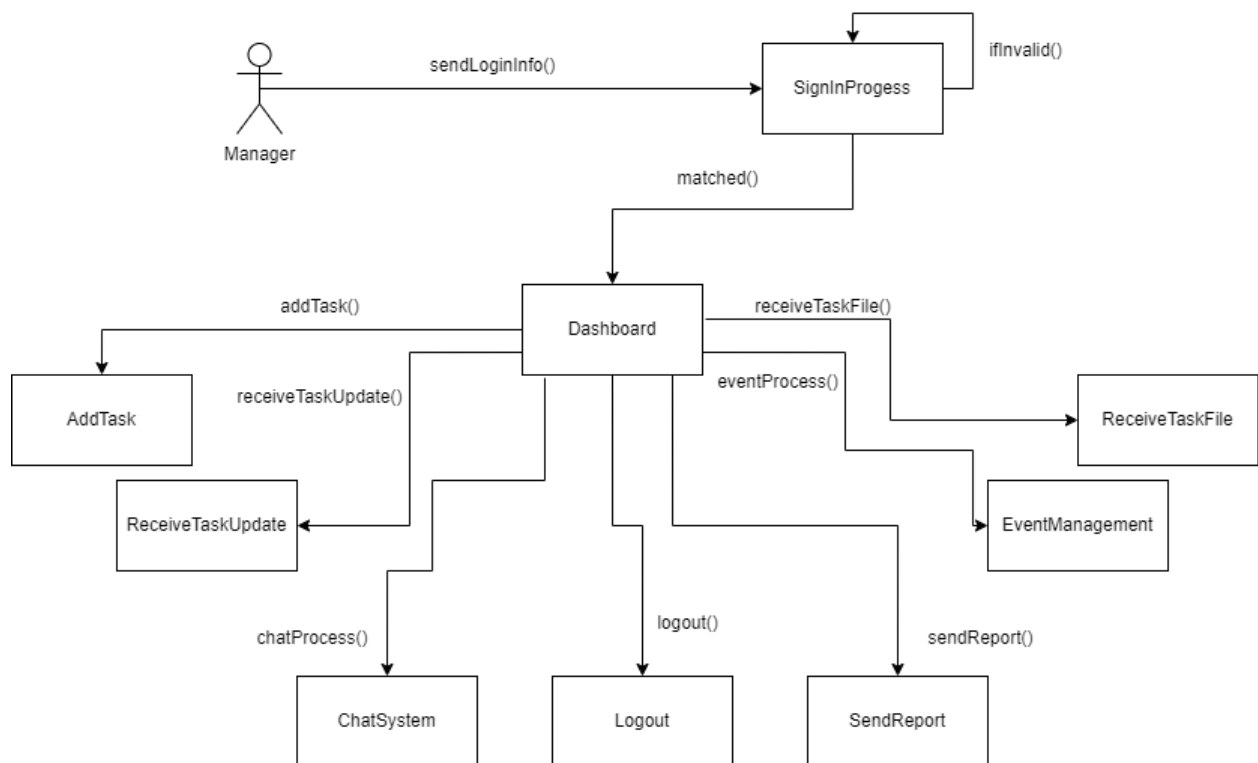 ifInvalid()
sendLoginInfo()
SignInProgess
Manager
matched()
addTask()
receiveTaskFile()
Dashboard
receiveTaskUpdate()
eventProcess()
AddTask
ReceiveTaskFile
ReceiveTaskUpdate
EventManagement
chatProcess()
logout()
sendReport()
ChatSystem
Logout
SendReport